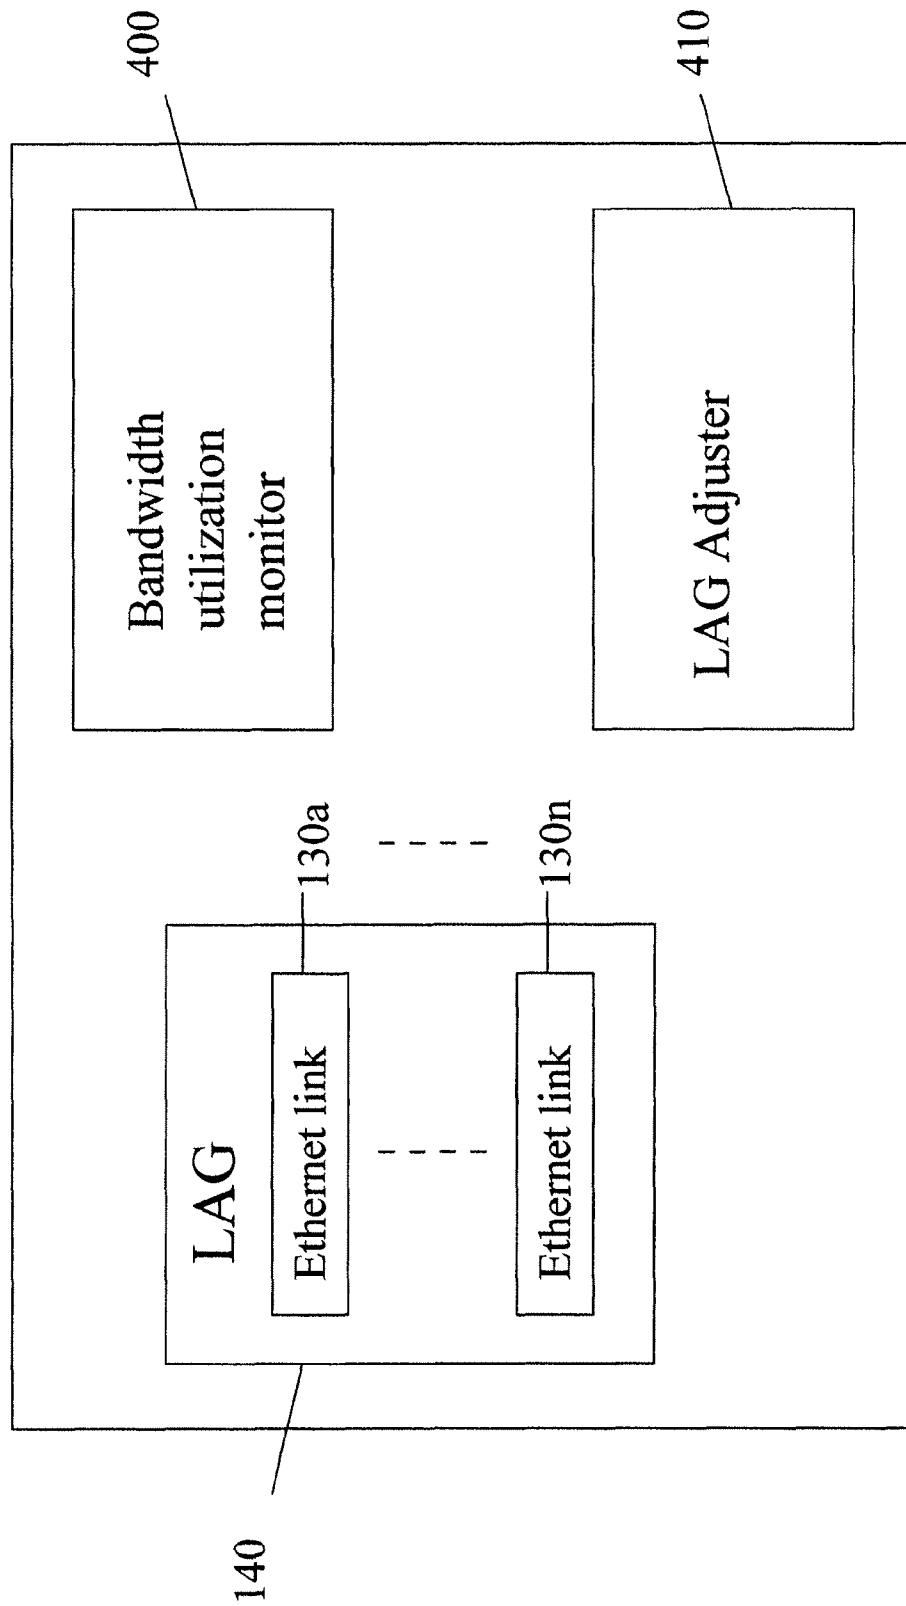 140
LAG
Ethernet link
130a
Ethernet link
130n
Bandwidth
utilization
monitor
400
LAG Adjuster
410